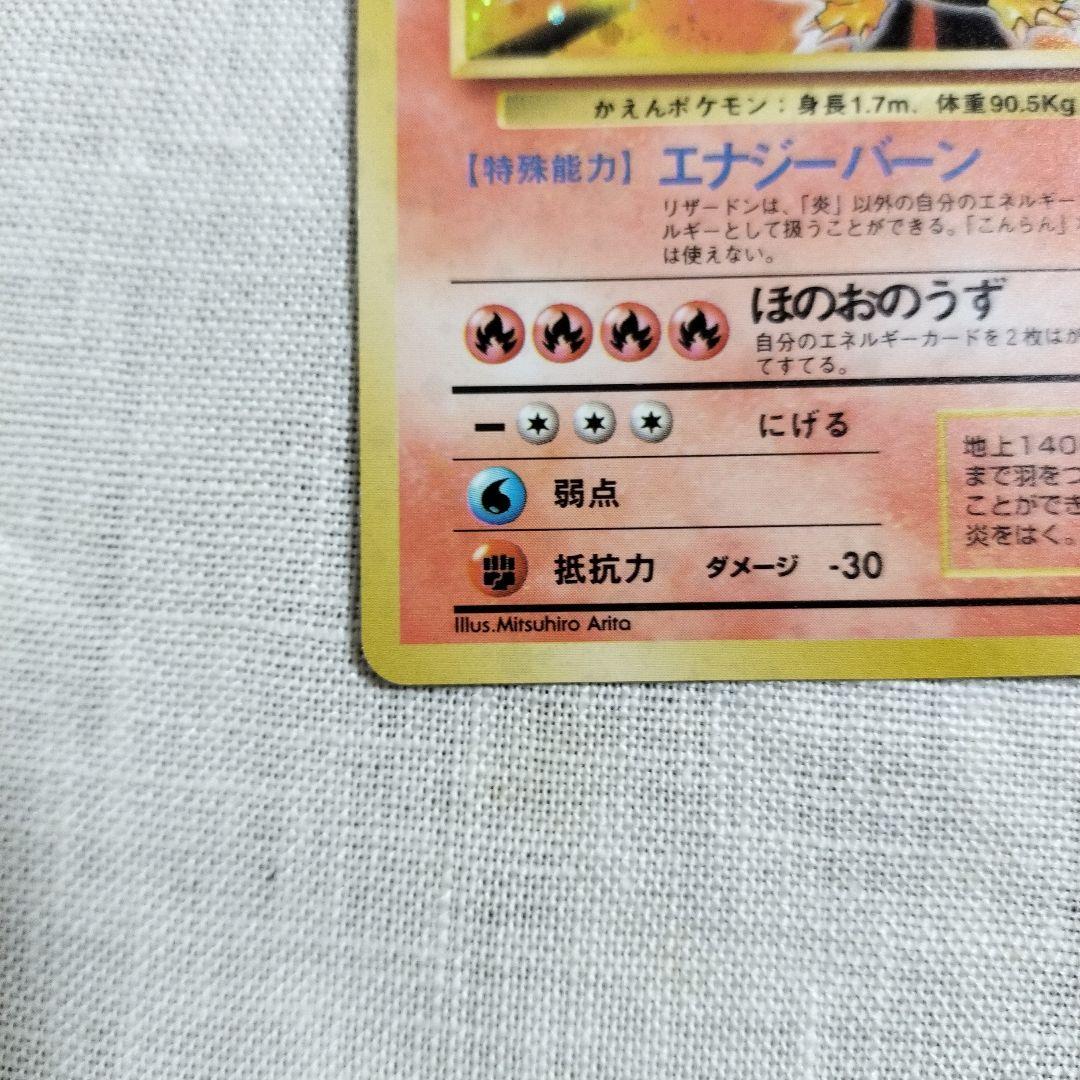 かえんポケモン：身長1.7m. 体重90.5Kg
【特殊能力】 エナジーバーン
リザードンは、「炎」以外の自分のエネルギー
ルギーとして扱うことができる。「こんらん」
は使えない。
ほのおのうず
自分のエネルギーカードを2枚はが
てすてる。
ー にげる
弱点
抵抗力 ダメージ -30
地上140
まで羽をつ
ことができ
炎をはく。
Illus.Mitsuhiro Arita